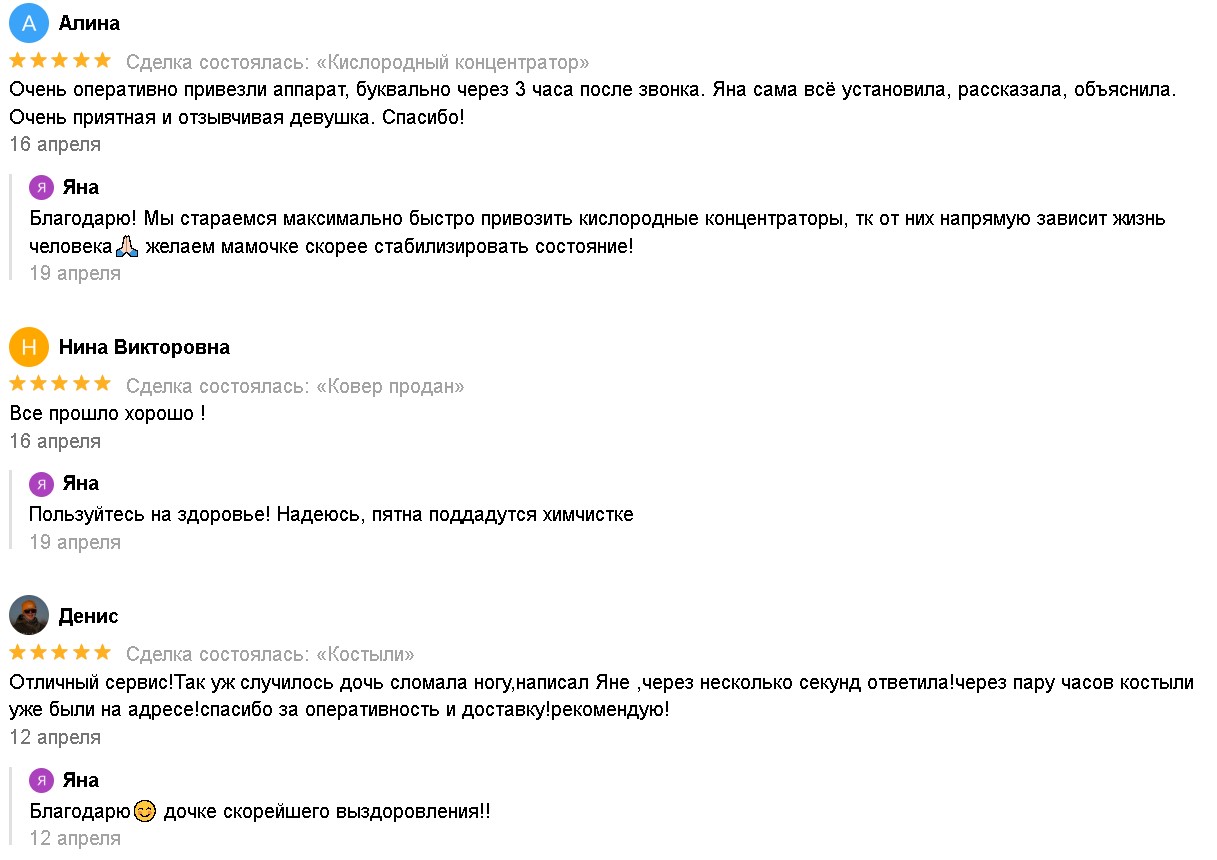 А
Алина
Сделка состоялась: «Кислородный концентратор»
Очень оперативно привезли аппарат, буквально через 3 часа после звонка. Яна сама всё установила, рассказала, объяснила.
Очень приятная и отзывчивая девушка. Спасибо!
16 апреля
Я
Яна
Благодарю! Мы стараемся максимально быстро привозить кислородные концентраторы, тк от них напрямую зависит жизнь
человека🙏🏻 желаем мамочке скорее стабилизировать состояние!
19 апреля
Н
Нина Викторовна
Сделка состоялась: «Ковер продан»
Все прошло хорошо !
16 апреля
Я
Яна
Пользуйтесь на здоровье! Надеюсь, пятна поддадутся химчистке
19 апреля
Денис
Сделка состоялась: «Костыли»
Отличный сервис!Так уж случилось дочь сломала ногу,написал Яне ,через несколько секунд ответила!через пару часов костыли
уже были на адресе!спасибо за оперативность и доставку!рекомендую!
12 апреля
Я
Яна
Благодарю😊 дочке скорейшего выздоровления!!
12 апреля